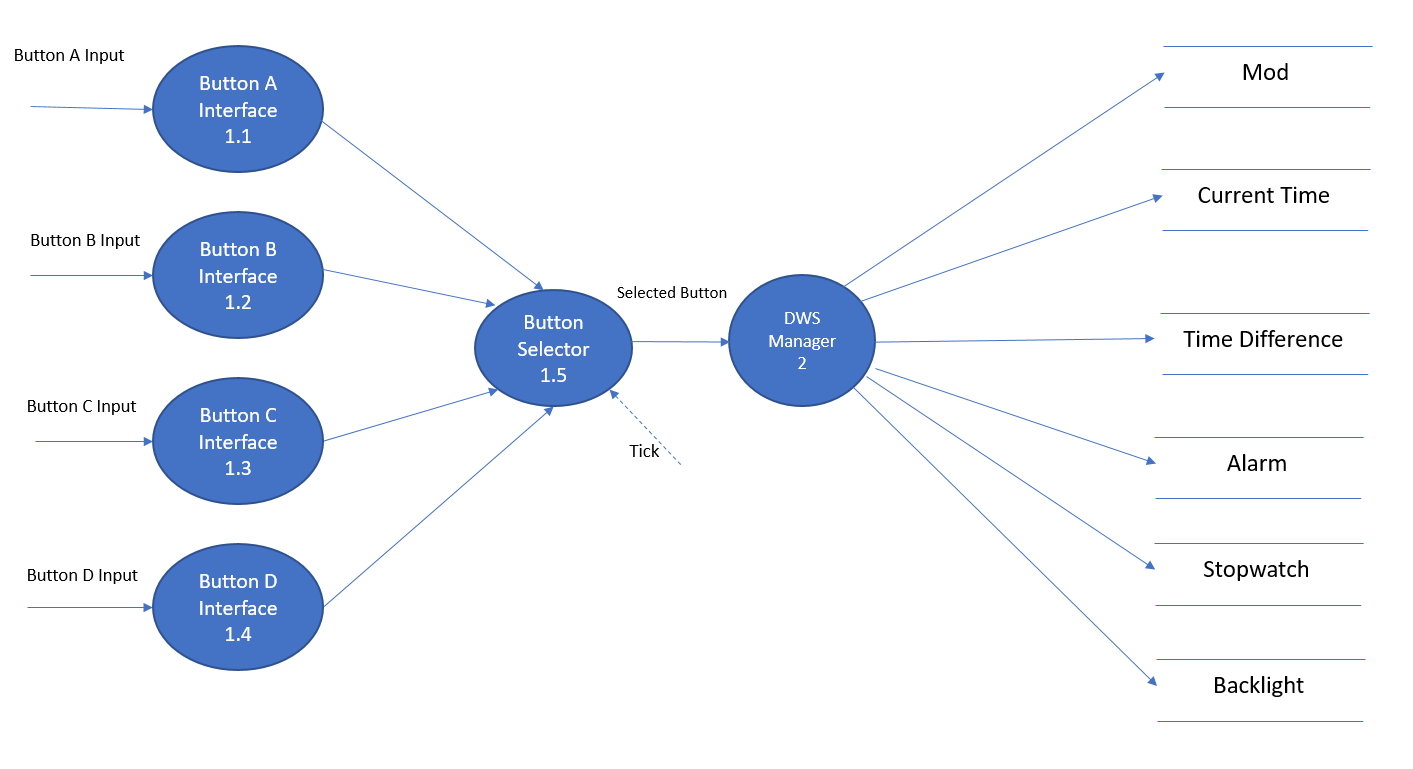 Button A Input
Button A
Interface
1.1
Button B Input
Button B
Interface
1.2
Button C Input
Button C
Interface
1.3
Button D Input
Button D
Interface
1.4
Button
Selector
1.5
Tick
Selected Button
DWS
Manager
2
Mod
Current Time
Time Difference
Alarm
Stopwatch
Backlight